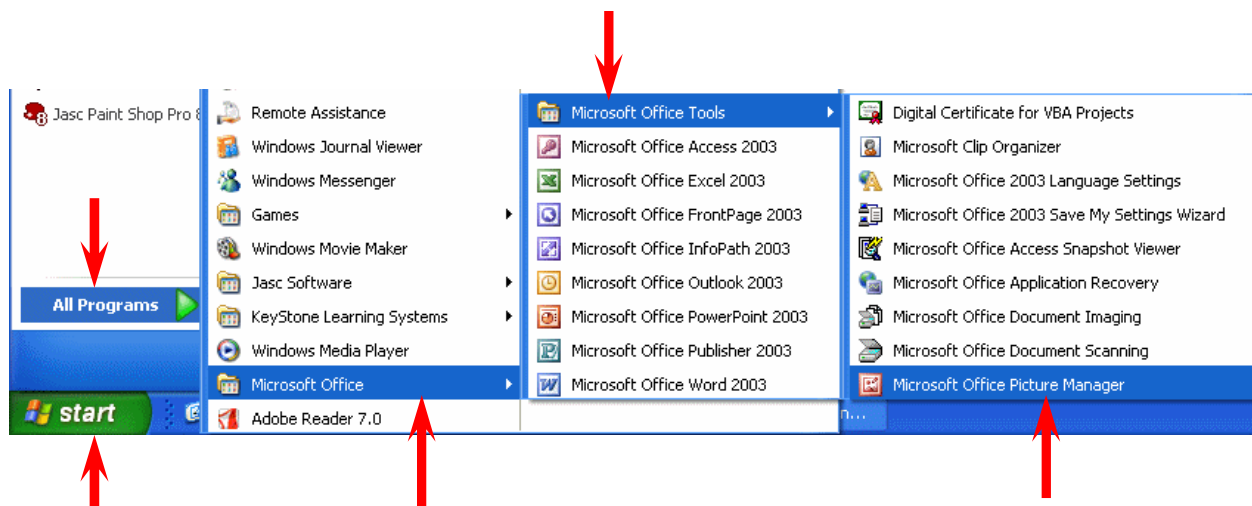 Jasc Paint Shop Pro 8
All Programs
start
Remote Assistance
Windows Journal Viewer
Windows Messenger
Games
Windows Movie Maker
Jasc Software
KeyStone Learning Systems
Windows Media Player
Microsoft Office
Adobe Reader 7.0
Microsoft Office Tools
Microsoft Office Access 2003
Microsoft Office Excel 2003
Microsoft Office FrontPage 2003
Microsoft Office InfoPath 2003
Microsoft Office Outlook 2003
Microsoft Office PowerPoint 2003
Microsoft Office Publisher 2003
Microsoft Office Word 2003
Digital Certificate for VBA Projects
Microsoft Clip Organizer
Microsoft Office 2003 Language Settings
Microsoft Office 2003 Save My Settings Wizard
Microsoft Office Access Snapshot Viewer
Microsoft Office Application Recovery
Microsoft Office Document Imaging
Microsoft Office Document Scanning
Microsoft Office Picture Manager
n...